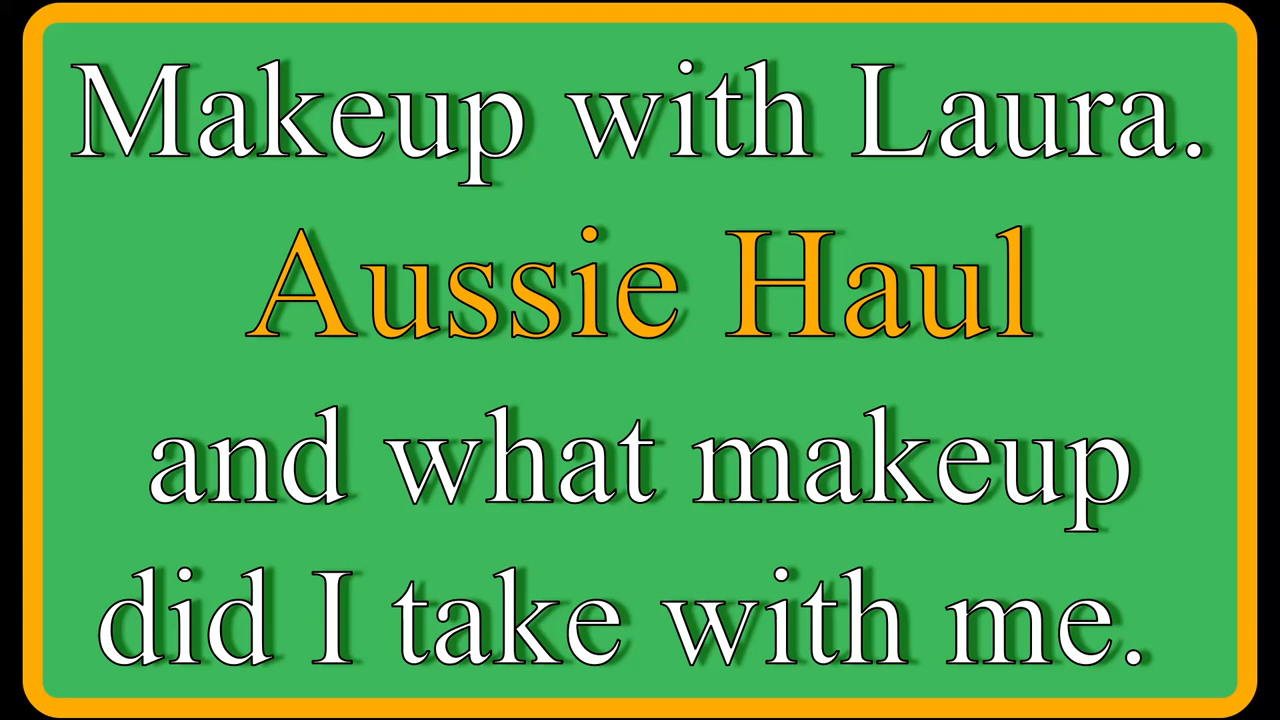 Makeup with Laura.
Aussie Haul
and what makeup
did I take with me.